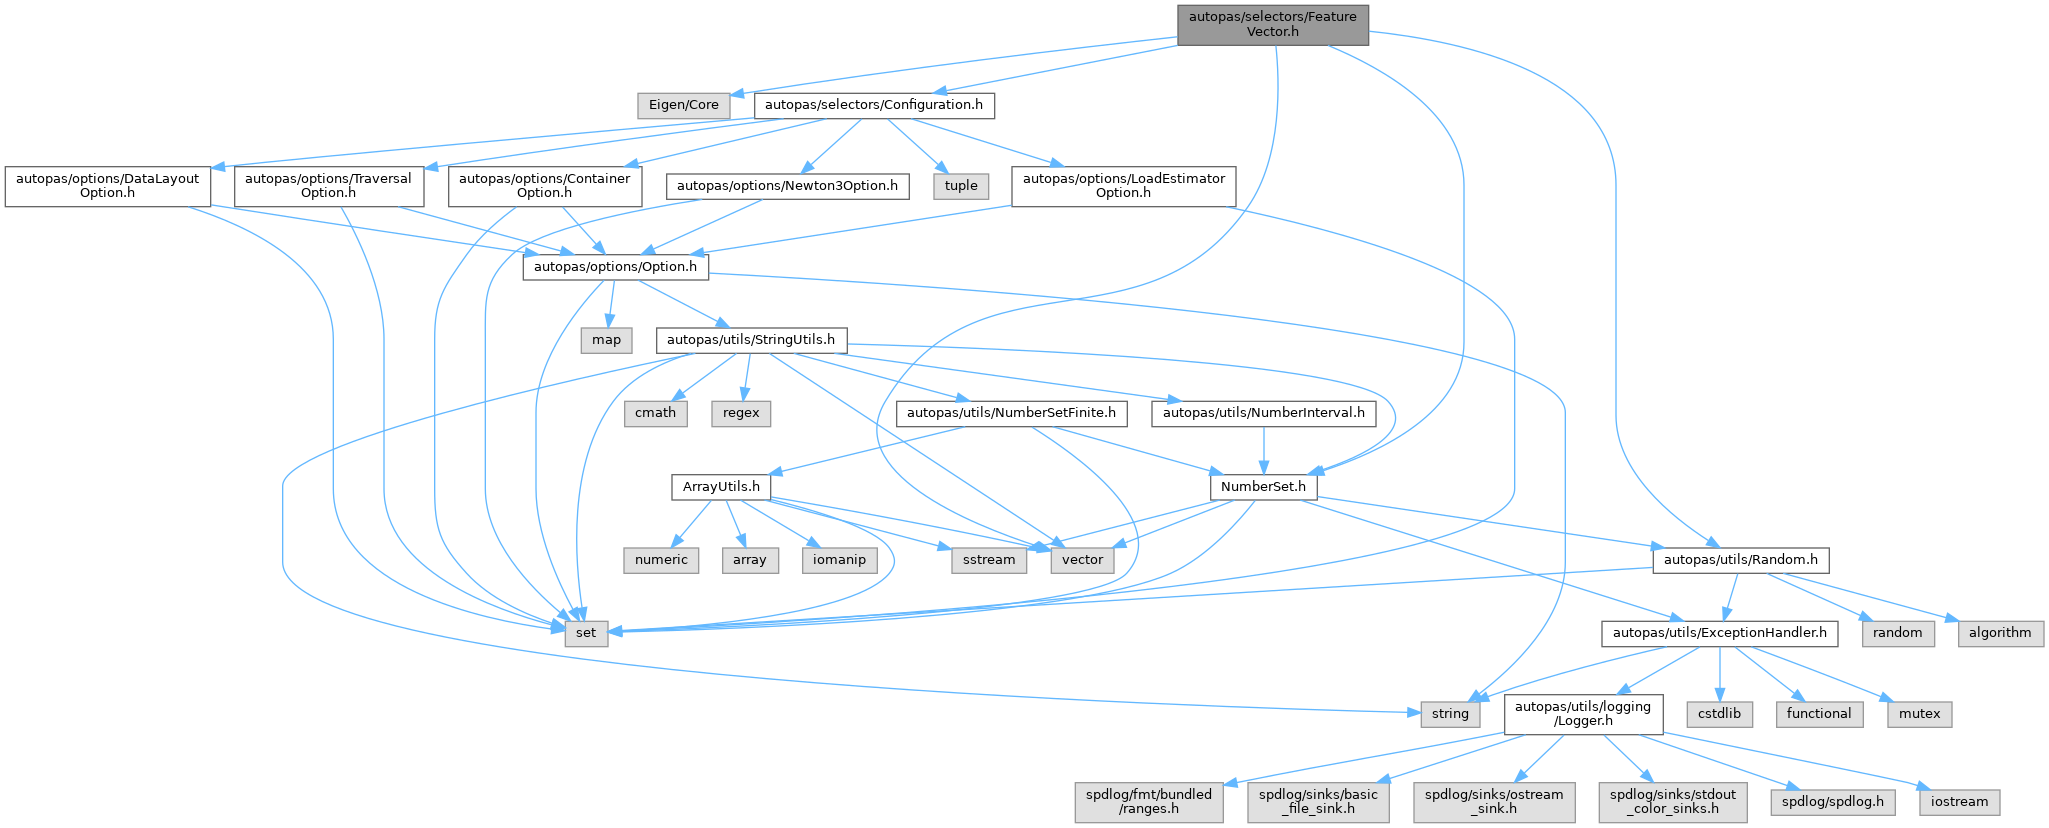 autopas/selectors/Feature
Vector.h
Eigen/Core
autopas/selectors/Configuration.h
autopas/options/DataLayout
Option.h
autopas/options/Traversal
Option.h
autopas/options/Container
Option.h
autopas/options/Newton3Option.h
tuple
autopas/options/LoadEstimator
Option.h
autopas/options/Option.h
map
autopas/utils/StringUtils.h
cmath
regex
autopas/utils/NumberSetFinite.h
autopas/utils/NumberInterval.h
ArrayUtils.h
NumberSet.h
numeric
array
iomanip
sstream
vector
autopas/utils/Random.h
set
autopas/utils/ExceptionHandler.h
random
algorithm
string
autopas/utils/logging
/Logger.h
cstdlib
functional
mutex
spdlog/fmt/bundled
/ranges.h
spdlog/sinks/basic
_file_sink.h
spdlog/sinks/ostream
_sink.h
spdlog/sinks/stdout
_color_sinks.h
spdlog/spdlog.h
iostream